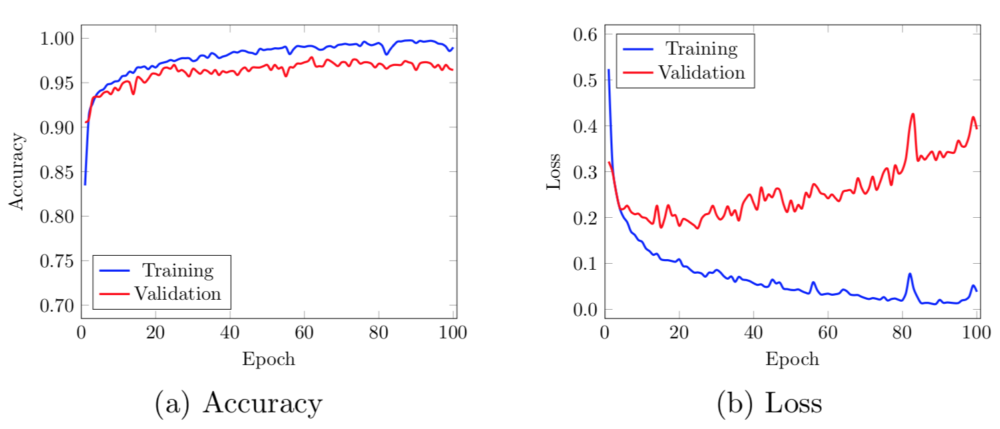 1.00
0.95
0.90
0.85
0.80
0.75
0.70
Accuracy
Training
Validation
0 20 40 60 80 100
Epoch
(a) Accuracy
0.6
0.5
0.4
0.3
0.2
0.1
0.0
Loss
Training
Validation
0 20 40 60 80 100
Epoch
(b) Loss